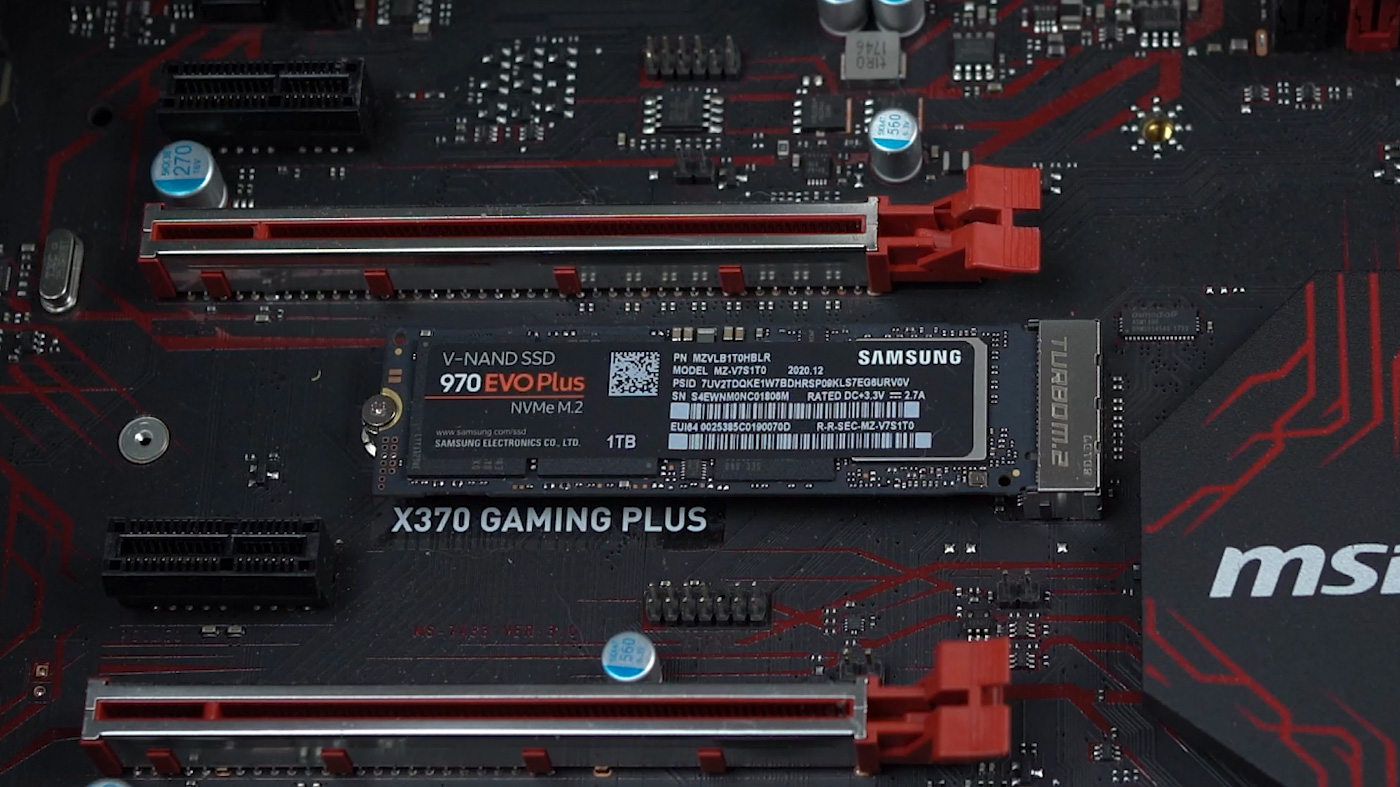 270
560
V-NAND SSD
970 EVO Plus
NVMe M.2
www.samsung.com/ssd
SAMSUNG ELECTRONICS CO., LTD.
1TB
PN MZVLB1T0HBLR
MODEL MZ-V7S1T0 2020.12
PSID 7UV2TDQKE1W7BDHRSP09KLS7EG6URV0V
SN S4EWNM0NC01806M RATED DC+3.3V ⎓ 2.7A
EUI64 0025385C0190070D R-R-SEC-MZ-V7S1T0
SAMSUNG
TURBO M.2
X370 GAMING PLUS
msi
560